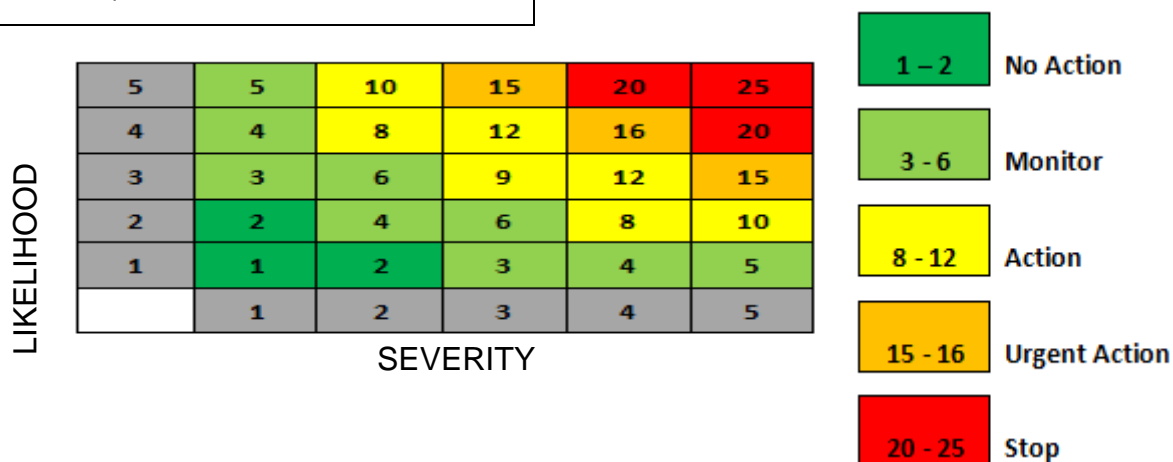 5 5 10 15 20 25
4 4 8 12 16 20
3 3 6 9 12 15
2 2 4 6 8 10
1 1 2 3 4 5
1 2 3 4 5
LIKELIHOOD
SEVERITY
1 – 2 No Action
3 - 6 Monitor
8 - 12 Action
15 - 16 Urgent Action
20 - 25 Stop